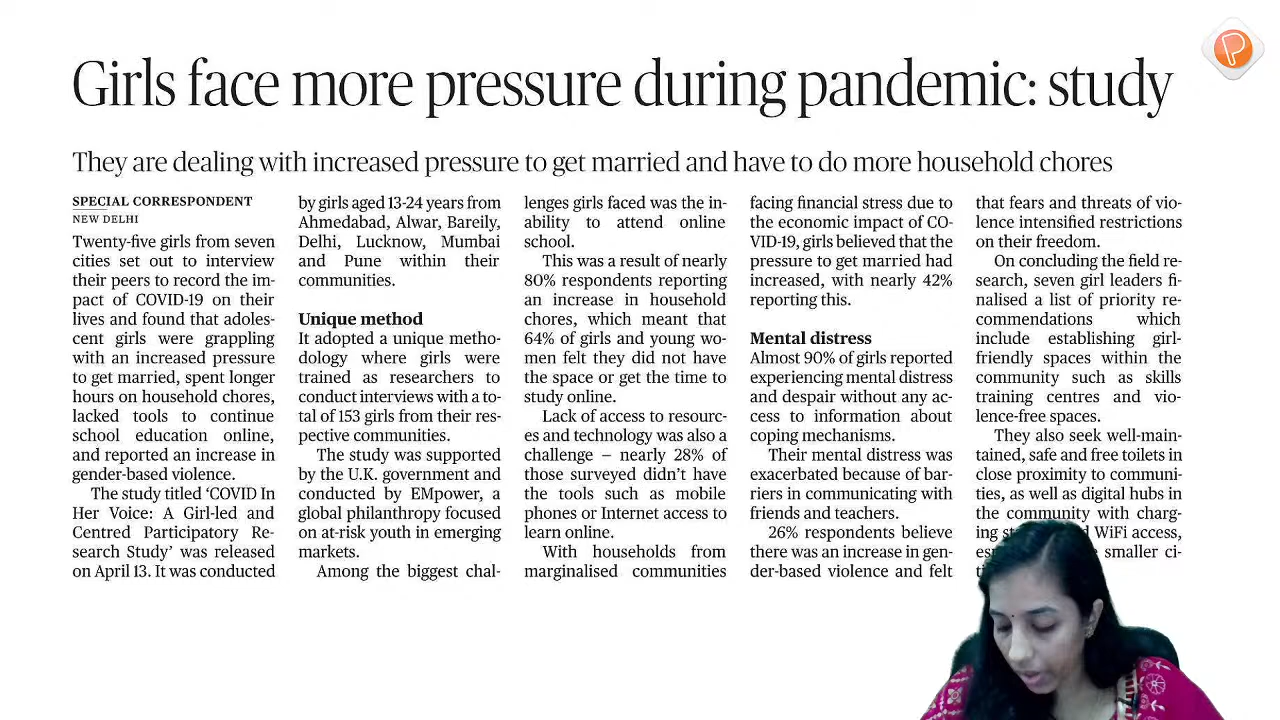 Girls face more pressure during pandemic: study
They are dealing with increased pressure to get married and have to do more household chores
SPECIAL CORRESPONDENT
NEW DELHI
Twenty-five girls from seven
cities set out to interview
their peers to record the im-
pact of COVID-19 on their
lives and found that adoles-
cent girls were grappling
with an increased pressure
to get married, spent longer
hours on household chores,
lacked tools to continue
school education online,
and reported an increase in
gender-based violence.
The study titled ‘COVID In
Her Voice: A Girl-led and
Centred Participatory Re-
search Study’ was released
on April 13. It was conducted
by girls aged 13-24 years from
Ahmedabad, Alwar, Bareily,
Delhi, Lucknow, Mumbai
and Pune within their
communities.
Unique method
It adopted a unique metho-
dology where girls were
trained as researchers to
conduct interviews with a to-
tal of 153 girls from their res-
pective communities.
The study was supported
by the U.K. government and
conducted by EMpower, a
global philanthropy focused
on at-risk youth in emerging
markets.
Among the biggest chal-
lenges girls faced was the in-
ability to attend online
school.
This was a result of nearly
80% respondents reporting
an increase in household
chores, which meant that
64% of girls and young wo-
men felt they did not have
the space or get the time to
study online.
Lack of access to resourc-
es and technology was also a
challenge — nearly 28% of
those surveyed didn’t have
the tools such as mobile
phones or Internet access to
learn online.
With households from
marginalised communities
facing financial stress due to
the economic impact of CO-
VID-19, girls believed that the
pressure to get married had
increased, with nearly 42%
reporting this.
Mental distress
Almost 90% of girls reported
experiencing mental distress
and despair without any ac-
cess to information about
coping mechanisms.
Their mental distress was
exacerbated because of bar-
riers in communicating with
friends and teachers.
26% respondents believe
there was an increase in gen-
der-based violence and felt
that fears and threats of vio-
lence intensified restrictions
on their freedom.
On concluding the field re-
search, seven girl leaders fi-
nalised a list of priority re-
commendations which
include establishing girl-
friendly spaces within the
community such as skills
training centres and vio-
lence-free spaces.
They also seek well-main-
tained, safe and free toilets in
close proximity to communi-
ties, as well as digital hubs in
the community with charg-
ing WiFi access,
smaller ci-